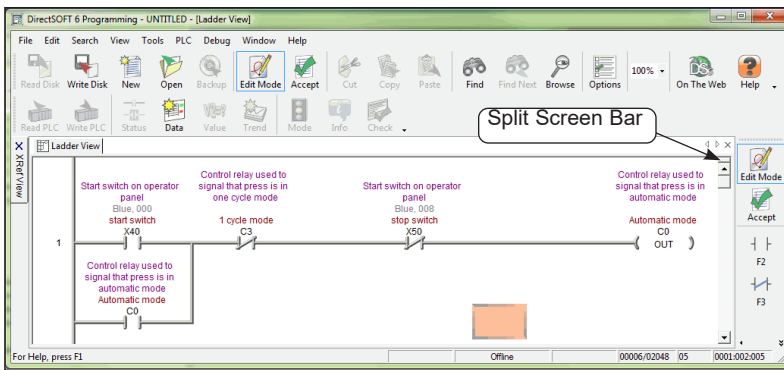 DirectSOFT 6 Programming - UNTITLED - [Ladder View]
File Edit Search View Tools PLC Debug Window Help
Read Disk Write Disk New Open Backup Edit Mode Accept Cut Copy Paste Find Find Next Browse Options 100% On The Web Help
Read PLC Write PLC Status Data Value Trend Mode Info Check
Split Screen Bar
X Ladder View
XRef View
Start switch on operator
panel
Blue, 000
start switch
X40
Control relay used to
signal that press is in
one cycle mode
1 cycle mode
C3
Start switch on operator
panel
Blue, 008
stop switch
X50
Control relay used to
signal that press is in
automatic mode
Automatic mode
C0
OUT
1
Control relay used to
signal that press is in
automatic mode
Automatic mode
C0
Edit Mode
Accept
F2
F3
For Help, press F1 Offline 00006/02048 05 0001:002:005